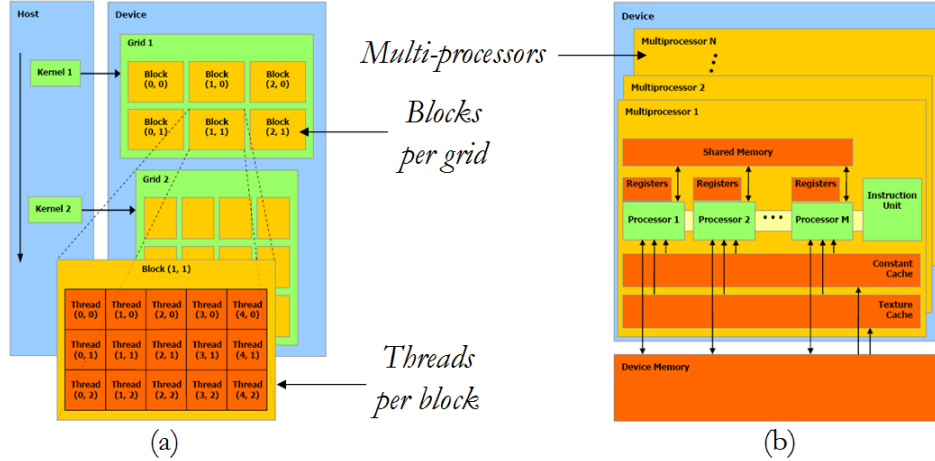 Host
Device
Grid 1
Kernel 1
Block
(0, 0)
Block
(1, 0)
Block
(2, 0)
Block
(0, 1)
Block
(1, 1)
Block
(2, 1)
Grid 2
Kernel 2
Block (1, 1)
Thread
(0, 0)
Thread
(1, 0)
Thread
(2, 0)
Thread
(3, 0)
Thread
(4, 0)
Thread
(0, 1)
Thread
(1, 1)
Thread
(2, 1)
Thread
(3, 1)
Thread
(4, 1)
Thread
(0, 2)
Thread
(1, 2)
Thread
(2, 2)
Thread
(3, 2)
Thread
(4, 2)
(a)
Multi-processors
Blocks
per grid
Threads
per block
Device
Multiprocessor N
Multiprocessor 2
Multiprocessor 1
Shared Memory
Registers
Registers
Registers
Processor 1
Processor 2
Processor M
Instruction
Unit
Constant
Cache
Texture
Cache
Device Memory
(b)